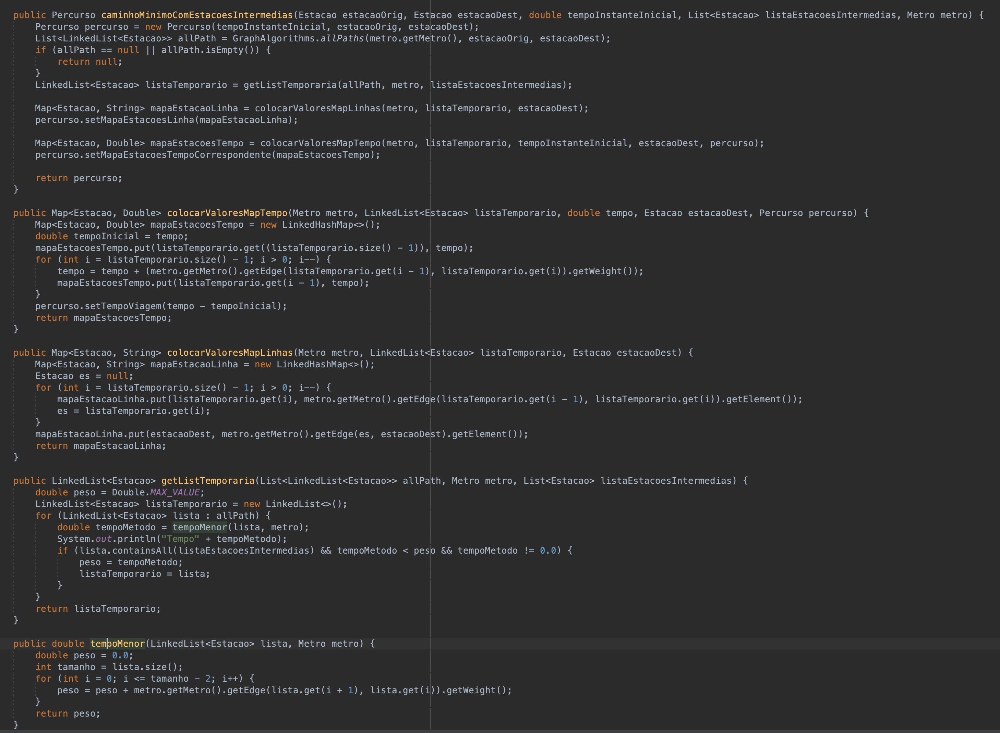 public Percurso caminhoMinimoComEstacoesIntermedias(Estacao estacaoOrig, Estacao estacaoDest, double tempoInstanteInicial, List<Estacao> listaEstacoesIntermedias, Metro metro) {
    Percurso percurso = new Percurso(tempoInstanteInicial, estacaoOrig, estacaoDest);
    List<LinkedList<Estacao>> allPath = GraphAlgorithms.allPaths(metro.getMetro(), estacaoOrig, estacaoDest);
    if (allPath == null || allPath.isEmpty()) {
        return null;
    }
    LinkedList<Estacao> listaTemporario = getListTemporaria(allPath, metro, listaEstacoesIntermedias);

    Map<Estacao, String> mapaEstacaoLinha = colocarValoresMapLinhas(metro, listaTemporario, estacaoDest);
    percurso.setMapaEstacoesLinha(mapaEstacaoLinha);

    Map<Estacao, Double> mapaEstacoesTempo = colocarValoresMapTempo(metro, listaTemporario, tempoInstanteInicial, estacaoDest, percurso);
    percurso.setMapaEstacoesTempoCorrespondente(mapaEstacoesTempo);

    return percurso;
}

public Map<Estacao, Double> colocarValoresMapTempo(Metro metro, LinkedList<Estacao> listaTemporario, double tempo, Estacao estacaoDest, Percurso percurso) {
    Map<Estacao, Double> mapaEstacoesTempo = new LinkedHashMap<>();
    double tempoInicial = tempo;
    mapaEstacoesTempo.put(listaTemporario.get((listaTemporario.size() - 1)), tempo);
    for (int i = listaTemporario.size() - 1; i > 0; i--) {
        tempo = tempo + (metro.getMetro().getEdge(listaTemporario.get(i - 1), listaTemporario.get(i)).getWeight());
        mapaEstacoesTempo.put(listaTemporario.get(i - 1), tempo);
    }
    percurso.setTempoViagem(tempo - tempoInicial);
    return mapaEstacoesTempo;
}

public Map<Estacao, String> colocarValoresMapLinhas(Metro metro, LinkedList<Estacao> listaTemporario, Estacao estacaoDest) {
    Map<Estacao, String> mapaEstacaoLinha = new LinkedHashMap<>();
    Estacao es = null;
    for (int i = listaTemporario.size() - 1; i > 0; i--) {
        mapaEstacaoLinha.put(listaTemporario.get(i), metro.getMetro().getEdge(listaTemporario.get(i - 1), listaTemporario.get(i)).getElement());
        es = listaTemporario.get(i);
    }
    mapaEstacaoLinha.put(estacaoDest, metro.getMetro().getEdge(es, estacaoDest).getElement());
    return mapaEstacaoLinha;
}

public LinkedList<Estacao> getListTemporaria(List<LinkedList<Estacao>> allPath, Metro metro, List<Estacao> listaEstacoesIntermedias) {
    double peso = Double.MAX_VALUE;
    LinkedList<Estacao> listaTemporario = new LinkedList<>();
    for (LinkedList<Estacao> lista : allPath) {
        double tempoMetodo = tempoMenor(lista, metro);
        System.out.println("Tempo" + tempoMetodo);
        if (lista.containsAll(listaEstacoesIntermedias) && tempoMetodo < peso && tempoMetodo != 0.0) {
            peso = tempoMetodo;
            listaTemporario = lista;
        }
    }
    return listaTemporario;
}

public double tempoMenor(LinkedList<Estacao> lista, Metro metro) {
    double peso = 0.0;
    int tamanho = lista.size();
    for (int i = 0; i <= tamanho - 2; i++) {
        peso = peso + metro.getMetro().getEdge(lista.get(i + 1), lista.get(i)).getWeight();
    }
    return peso;
}